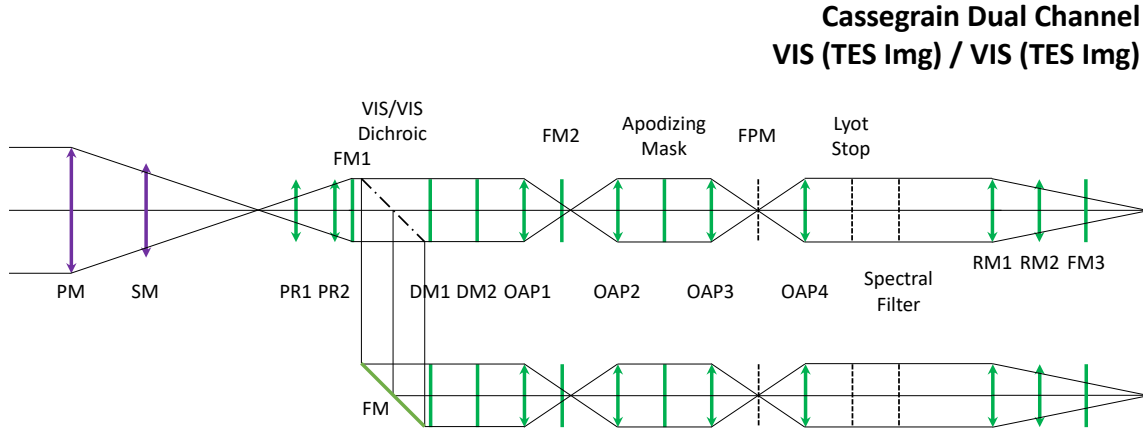 Cassegrain Dual Channel
VIS (TES Img) / VIS (TES Img)
VIS/VIS
Dichroic
FM1
FM2
Apodizing
Mask
FPM
Lyot
Stop
PM
SM
PR1
PR2
DM1
DM2
OAP1
OAP2
OAP3
OAP4
Spectral
Filter
RM1
RM2
FM3
FM